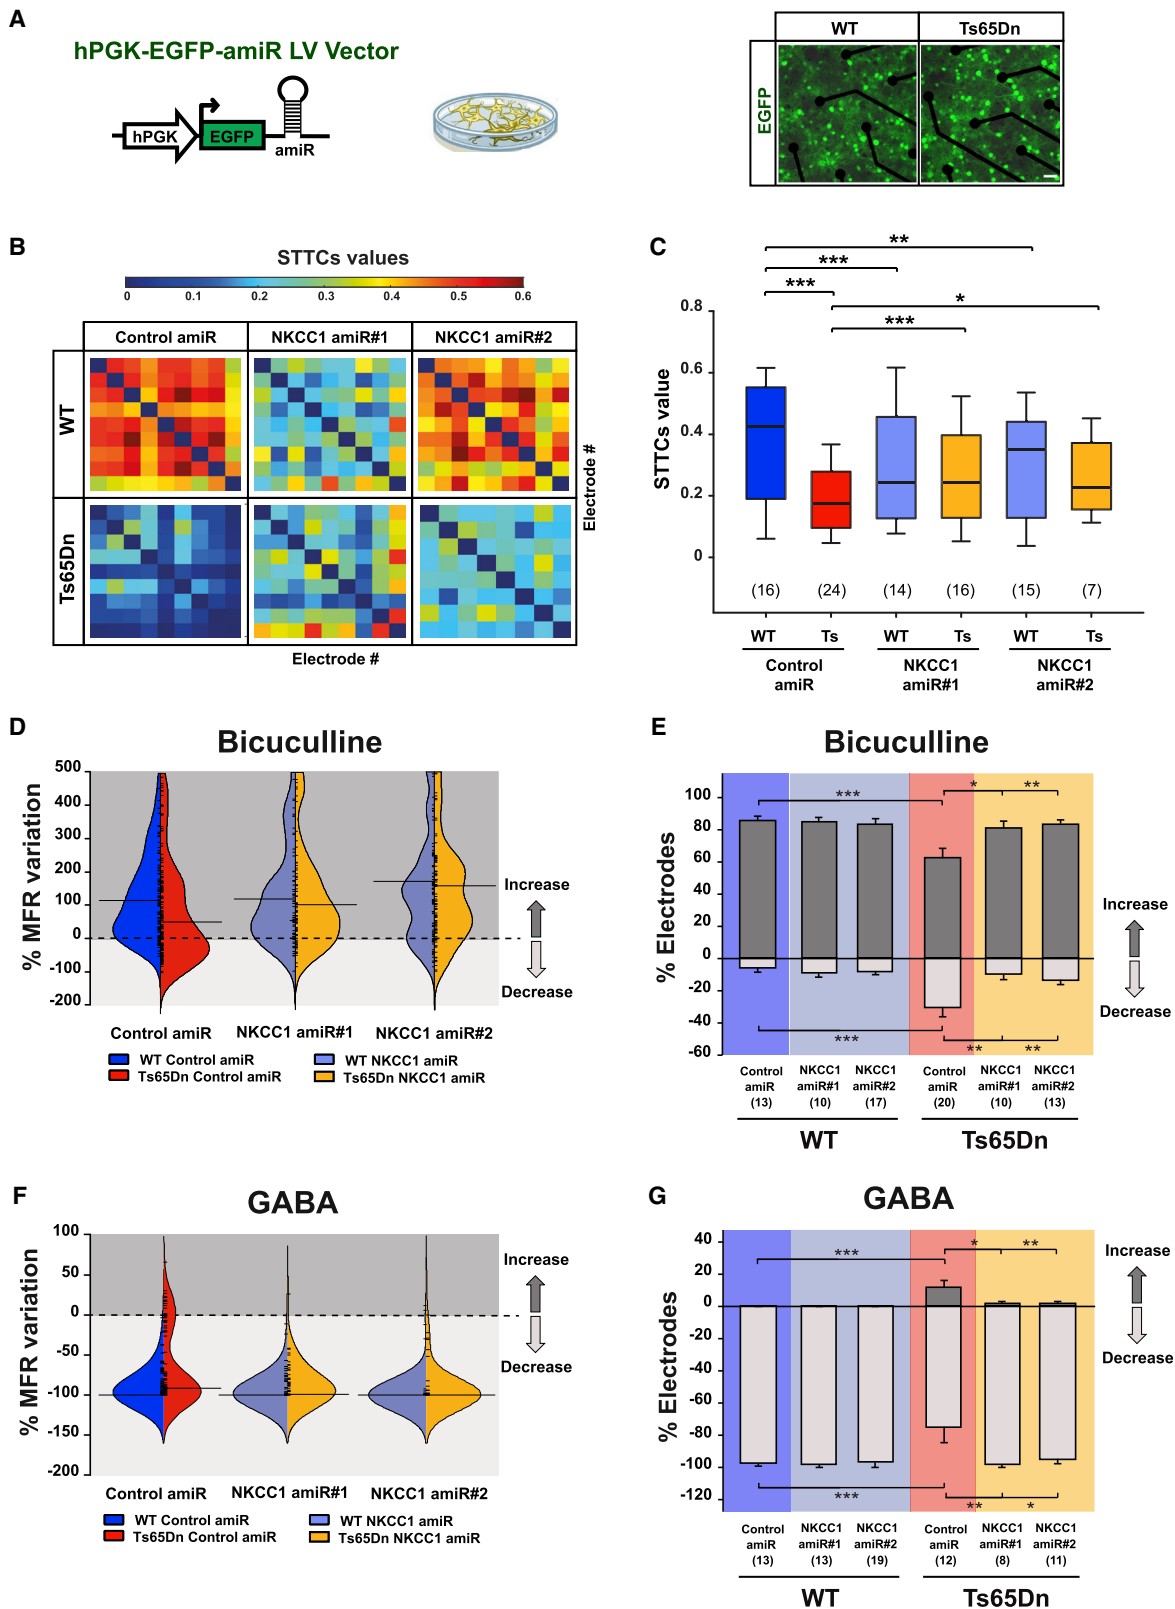 A
hPGK-EGFP-amiR LV Vector
hPGK
EGFP
amiR
WT
Ts65Dn
EGFP
B
STTCs values
0 0.1 0.2 0.3 0.4 0.5 0.6
Control amiR
NKCC1 amiR#1
NKCC1 amiR#2
WT
Ts65Dn
Electrode #
Electrode #
C
STTCs value
0.8
0.6
0.4
0.2
0
**
***
***
*
***
(16) (24) (14) (16) (15) (7)
WT Ts WT Ts WT Ts
Control
amiR
NKCC1
amiR#1
NKCC1
amiR#2
D
Bicuculline
% MFR variation
500
400
300
200
100
0
-100
-200
Increase
Decrease
Control amiR
NKCC1 amiR#1
NKCC1 amiR#2
WT Control amiR
WT NKCC1 amiR
Ts65Dn Control amiR
Ts65Dn NKCC1 amiR
E
Bicuculline
% Electrodes
100
80
60
40
20
0
-20
-40
-60
***
*
**
***
**
**
Increase
Decrease
Control
amiR
(13)
NKCC1
amiR#1
(10)
NKCC1
amiR#2
(17)
Control
amiR
(20)
NKCC1
amiR#1
(10)
NKCC1
amiR#2
(13)
WT
Ts65Dn
F
GABA
% MFR variation
100
50
0
-50
-100
-150
-200
Increase
Decrease
Control amiR
NKCC1 amiR#1
NKCC1 amiR#2
WT Control amiR
WT NKCC1 amiR
Ts65Dn Control amiR
Ts65Dn NKCC1 amiR
G
GABA
% Electrodes
40
20
0
-20
-40
-60
-80
-100
-120
***
*
**
***
**
*
Increase
Decrease
Control
amiR
(13)
NKCC1
amiR#1
(13)
NKCC1
amiR#2
(19)
Control
amiR
(12)
NKCC1
amiR#1
(8)
NKCC1
amiR#2
(11)
WT
Ts65Dn